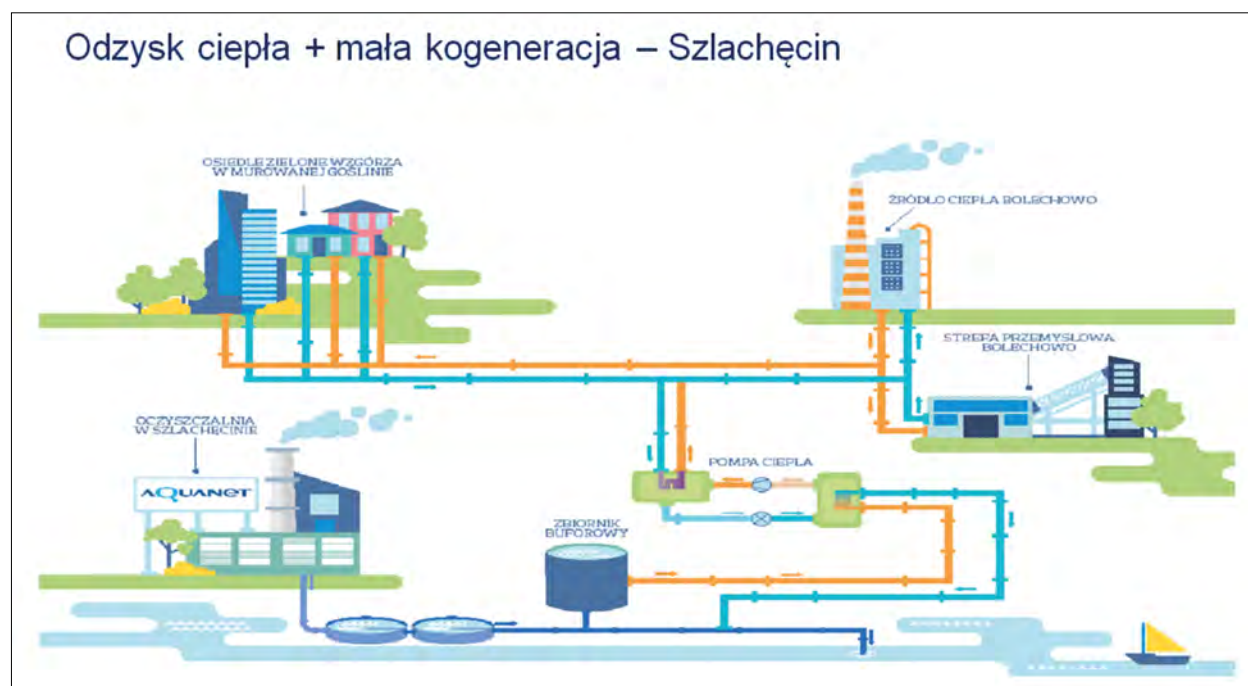 Odzysk ciepła + mała kogeneracja – Szlachęcin
OSIEDLE ZIELONE WZGÓRZA
W MUROWANEJ GOŚLINIE
ŹRÓDŁO CIEPŁA BOLECHOWO
STREFA PRZEMYSŁOWA
BOLECHOWO
OCZYSZCZALNIA
W SZLACHĘCINIE
AQUANET
POMPA CIEPŁA
ZBIORNIK
BUFOROWY